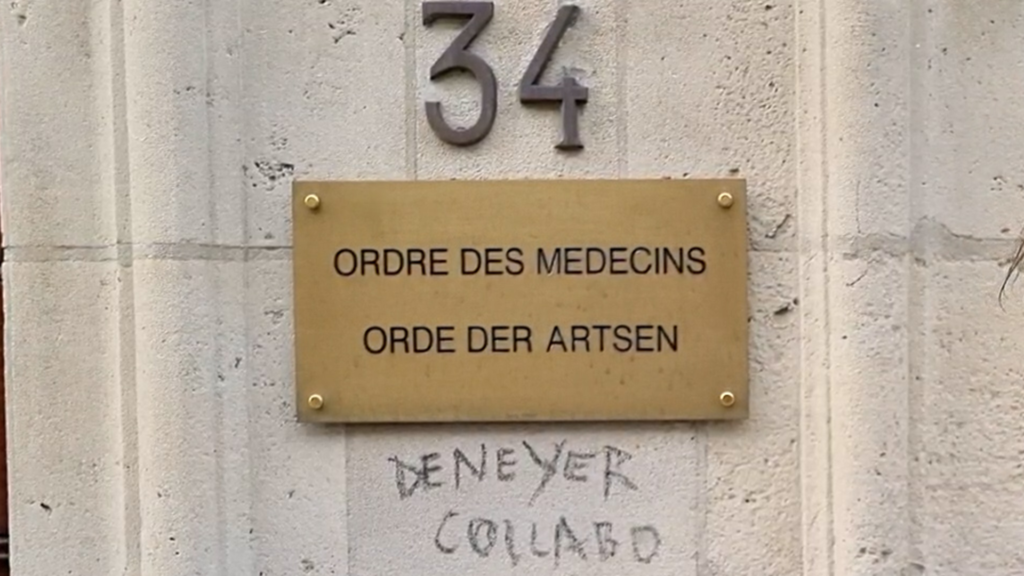 34
ORDRE DES MEDECINS
ORDE DER ARTSEN
DENEYER
COLLABO